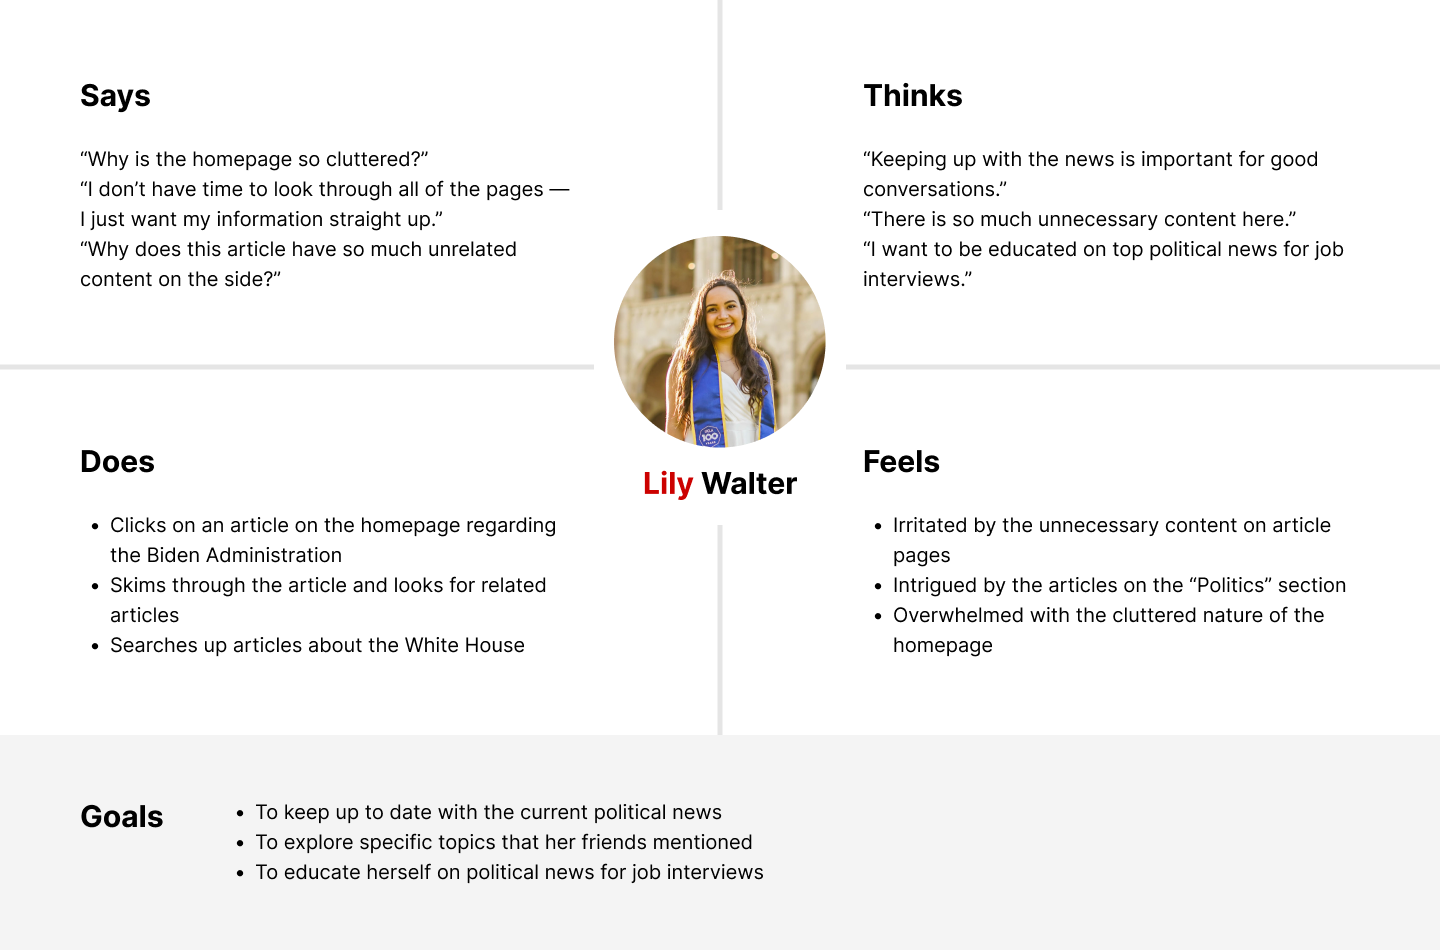 Says
“Why is the homepage so cluttered?”
“I don’t have time to look through all of the pages —
I just want my information straight up.”
“Why does this article have so much unrelated
content on the side?”
Thinks
“Keeping up with the news is important for good
conversations.”
“There is so much unnecessary content here.”
“I want to be educated on top political news for job
interviews.”
100
Lily Walter
Does
• Clicks on an article on the homepage regarding
the Biden Administration
• Skims through the article and looks for related
articles
• Searches up articles about the White House
Feels
• Irritated by the unnecessary content on article
pages
• Intrigued by the articles on the “Politics” section
• Overwhelmed with the cluttered nature of the
homepage
Goals
• To keep up to date with the current political news
• To explore specific topics that her friends mentioned
• To educate herself on political news for job interviews